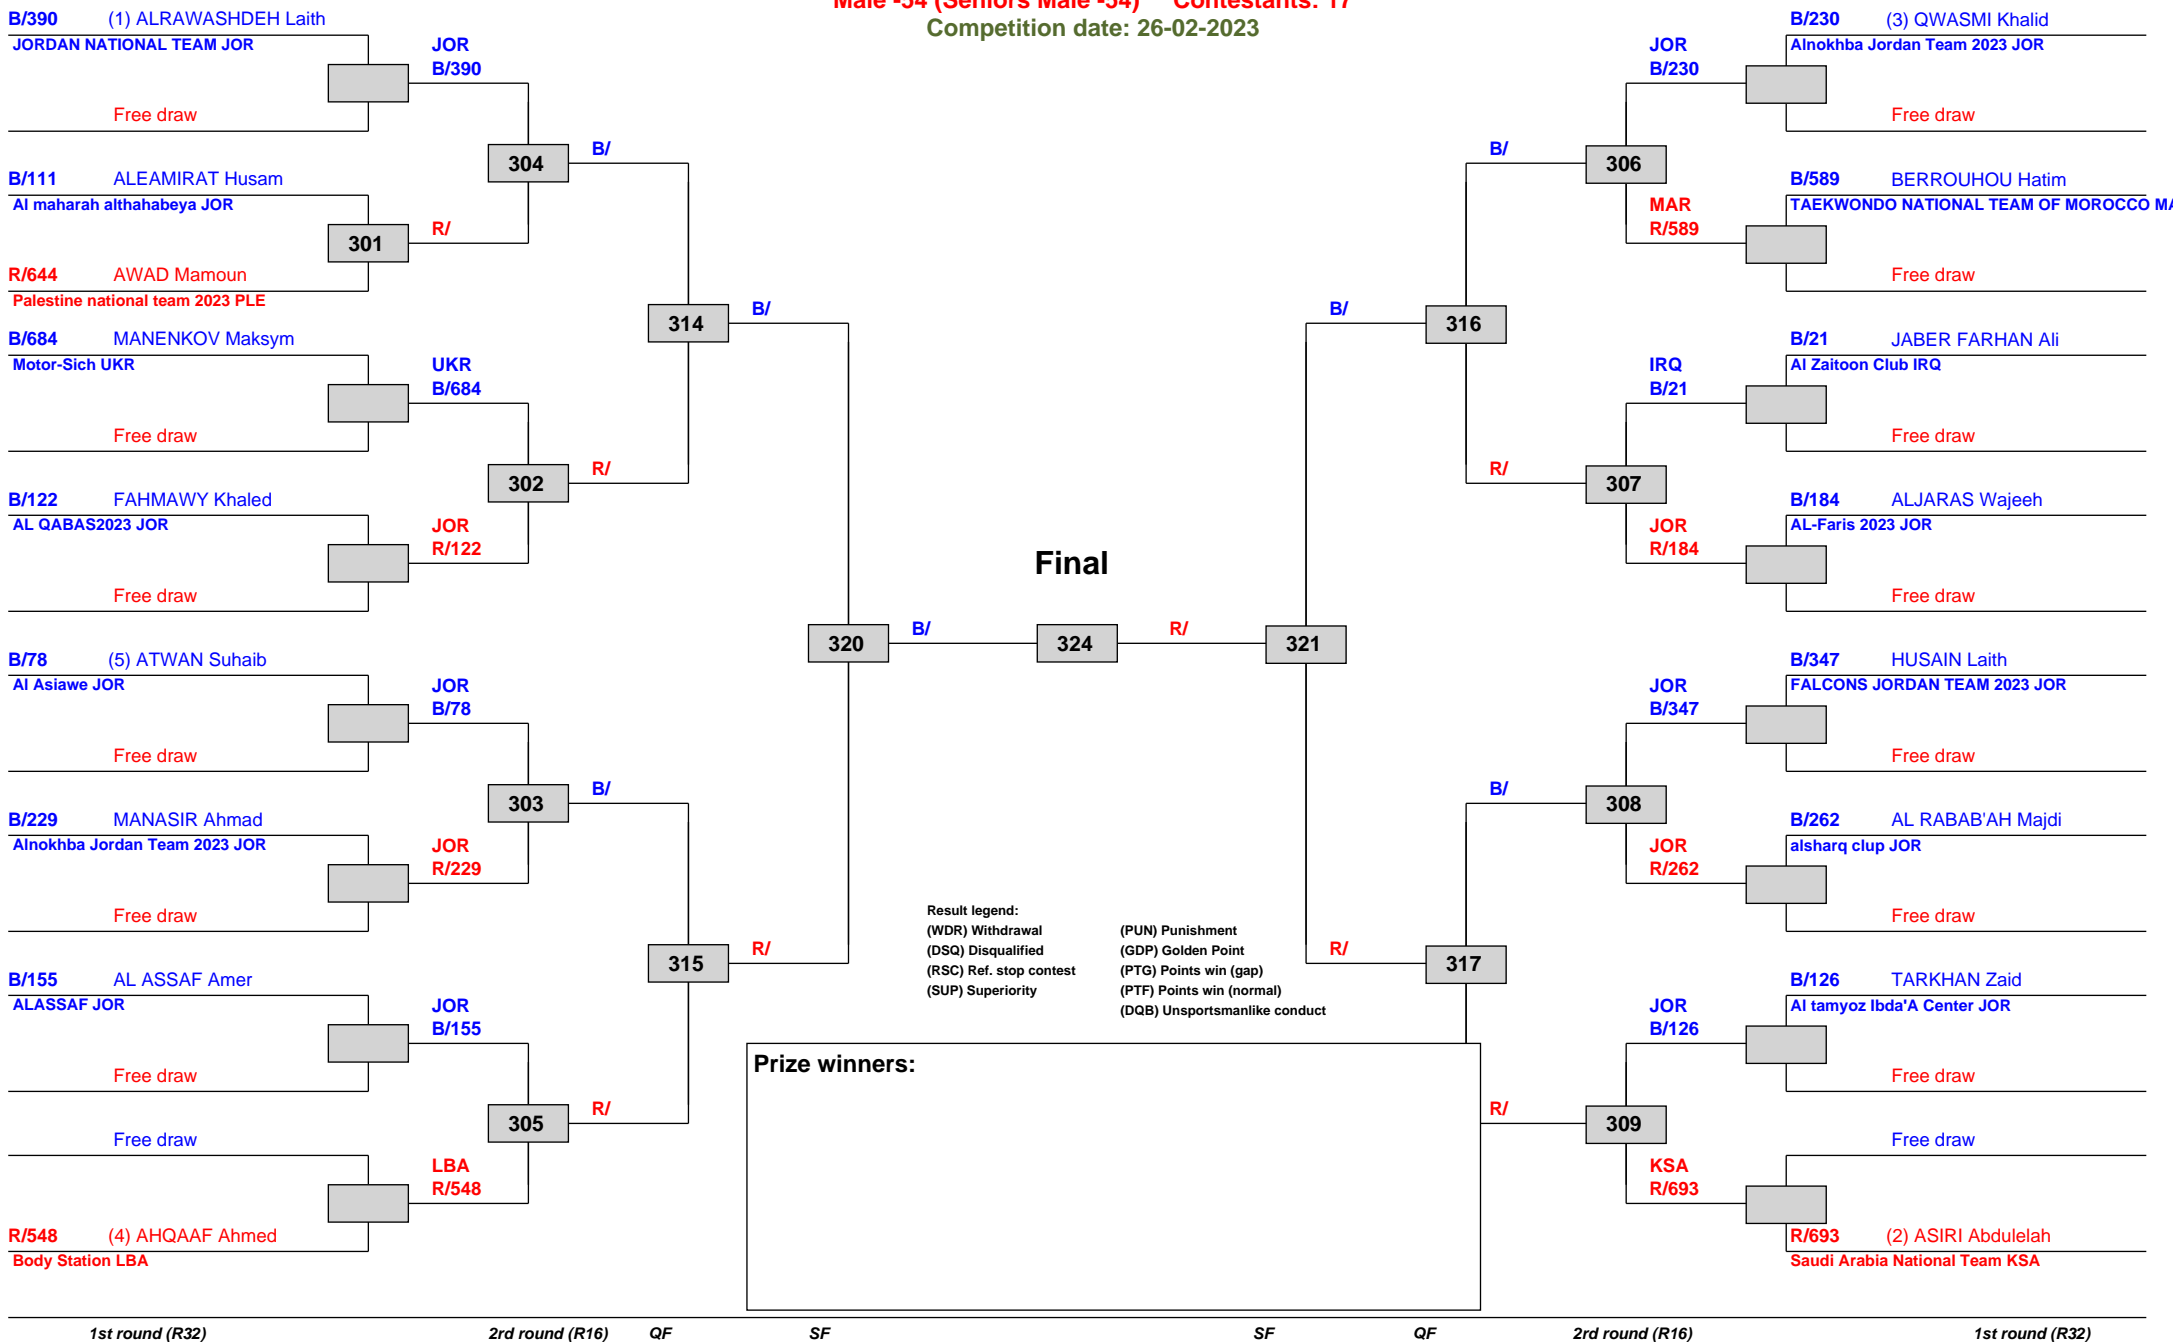 Male -54 (Seniors Male -54) Contestants: 17
Competition date: 26-02-2023
B/390 (1) ALRAWASHDEH Laith
JORDAN NATIONAL TEAM JOR
Free draw
B/111 ALEAMIRAT Husam
Al maharah althahabeya JOR
R/644 AWAD Mamoun
Palestine national team 2023 PLE
B/684 MANENKOV Maksym
Motor-Sich UKR
Free draw
B/122 FAHMAWY Khaled
AL QABAS2023 JOR
Free draw
B/78 (5) ATWAN Suhaib
Al Asiawe JOR
Free draw
B/229 MANASIR Ahmad
Alnokhba Jordan Team 2023 JOR
Free draw
B/155 AL ASSAF Amer
ALASSAF JOR
Free draw
Free draw
R/548 (4) AHQAAF Ahmed
Body Station LBA
301
JOR
B/390
R/
UKR
B/684
JOR
R/122
JOR
B/78
JOR
R/229
JOR
B/155
LBA
R/548
304
302
303
305
B/
R/
B/
R/
314
315
B/
R/
320
B/
Final
324
R/
321
B/
R/
316
317
B/
R/
B/
R/
306
307
308
309
JOR
B/230
MAR
R/589
IRQ
B/21
JOR
R/184
JOR
B/347
JOR
R/262
JOR
B/126
KSA
R/693
B/230 (3) QWASMI Khalid
Alnokhba Jordan Team 2023 JOR
Free draw
B/589 BERROUHOU Hatim
TAEKWONDO NATIONAL TEAM OF MOROCCO MA
Free draw
B/21 JABER FARHAN Ali
Al Zaitoon Club IRQ
Free draw
B/184 ALJARAS Wajeeh
AL-Faris 2023 JOR
Free draw
B/347 HUSAIN Laith
FALCONS JORDAN TEAM 2023 JOR
Free draw
B/262 AL RABAB'AH Majdi
alsharq clup JOR
Free draw
B/126 TARKHAN Zaid
Al tamyoz Ibda'A Center JOR
Free draw
Free draw
R/693 (2) ASIRI Abdulelah
Saudi Arabia National Team KSA
Result legend:
(WDR) Withdrawal (PUN) Punishment
(DSQ) Disqualified (GDP) Golden Point
(RSC) Ref. stop contest (PTG) Points win (gap)
(SUP) Superiority (PTF) Points win (normal)
(DQB) Unsportsmanlike conduct
Prize winners:
1st round (R32) 2rd round (R16) QF SF SF QF 2rd round (R16) 1st round (R32)